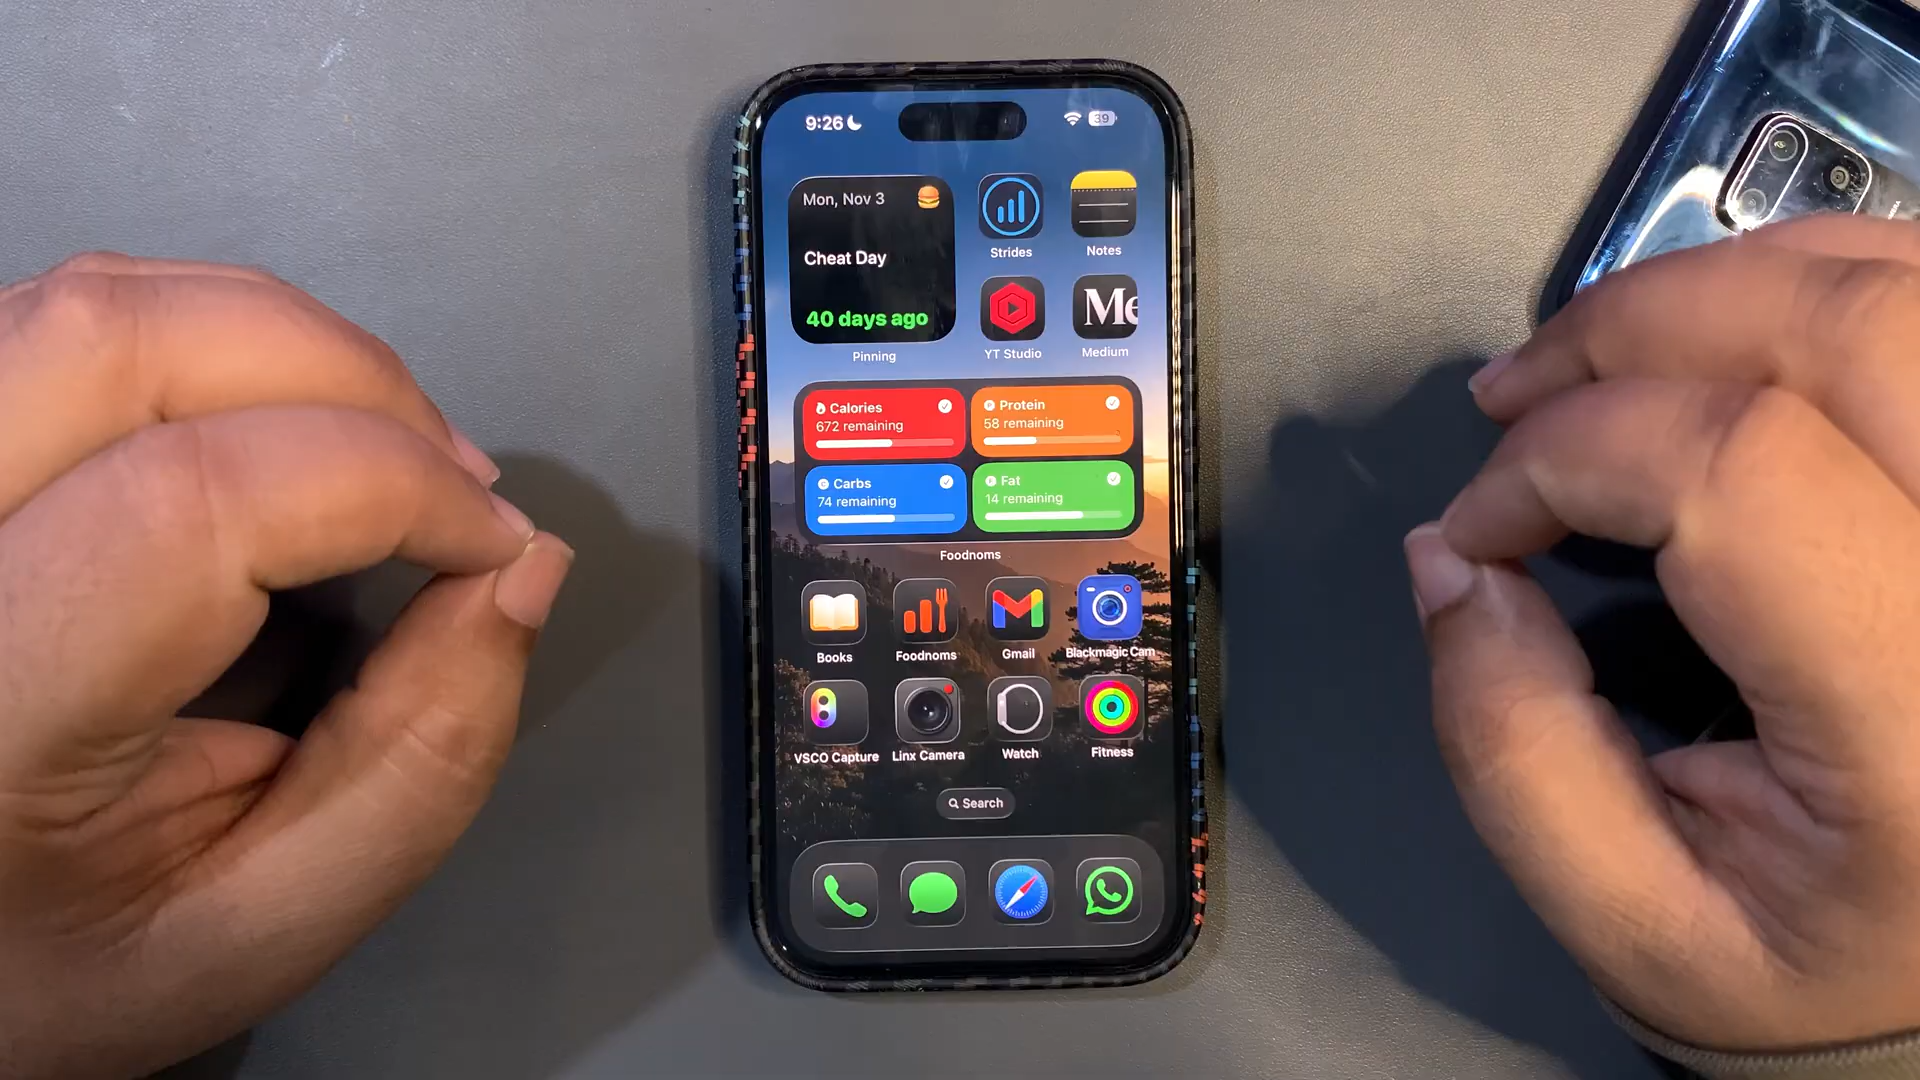 9:26
39
Mon, Nov 3
Cheat Day
40 days ago
Pinning
Strides
Notes
YT Studio
Me
Medium
Calories
672 remaining
Protein
58 remaining
Carbs
74 remaining
Fat
14 remaining
Foodnoms
Books
Foodnoms
Gmail
Blackmagic Cam
VSCO Capture
Linx Camera
Watch
Fitness
Search